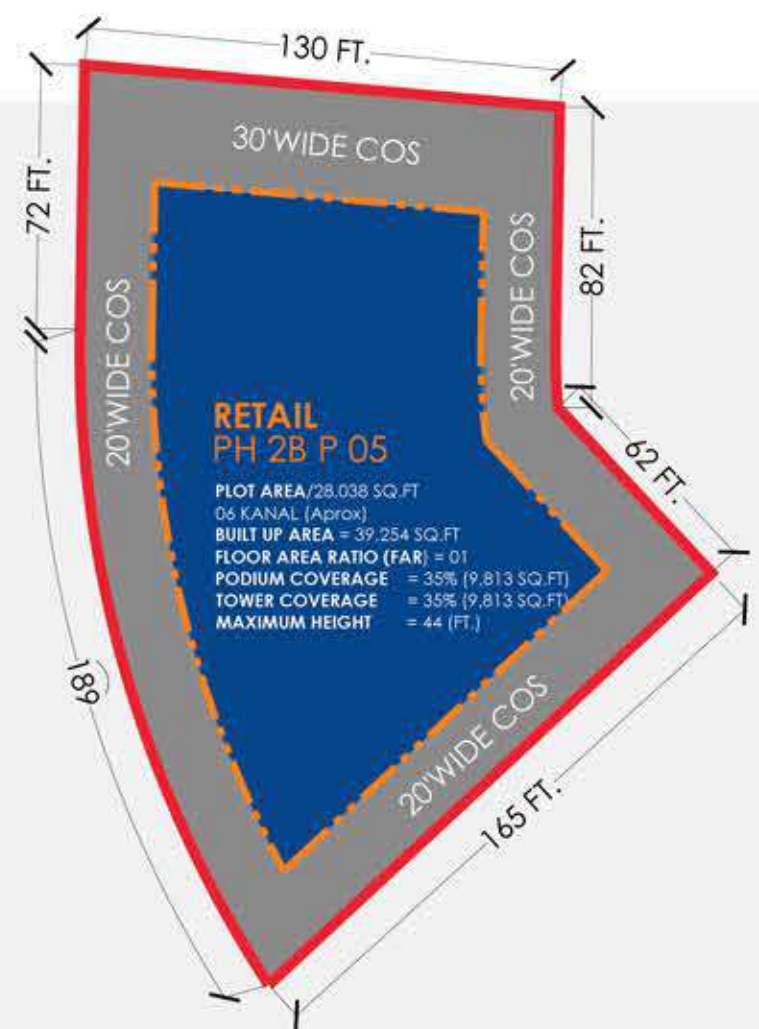 130 FT.
30'WIDE COS
72 FT.
82 FT.
20'WIDE COS
20'WIDE COS
RETAIL
PH 2B P 05
62 FT.
PLOT AREA/28,038 SQ.FT
06 KANAL (Aprox)
BUILT UP AREA = 39,254 SQ.FT
FLOOR AREA RATIO (FAR) = 01
PODIUM COVERAGE = 35% (9,813 SQ.FT)
TOWER COVERAGE = 35% (9,813 SQ.FT)
MAXIMUM HEIGHT = 44 (FT.)
189
20'WIDE COS
165 FT.